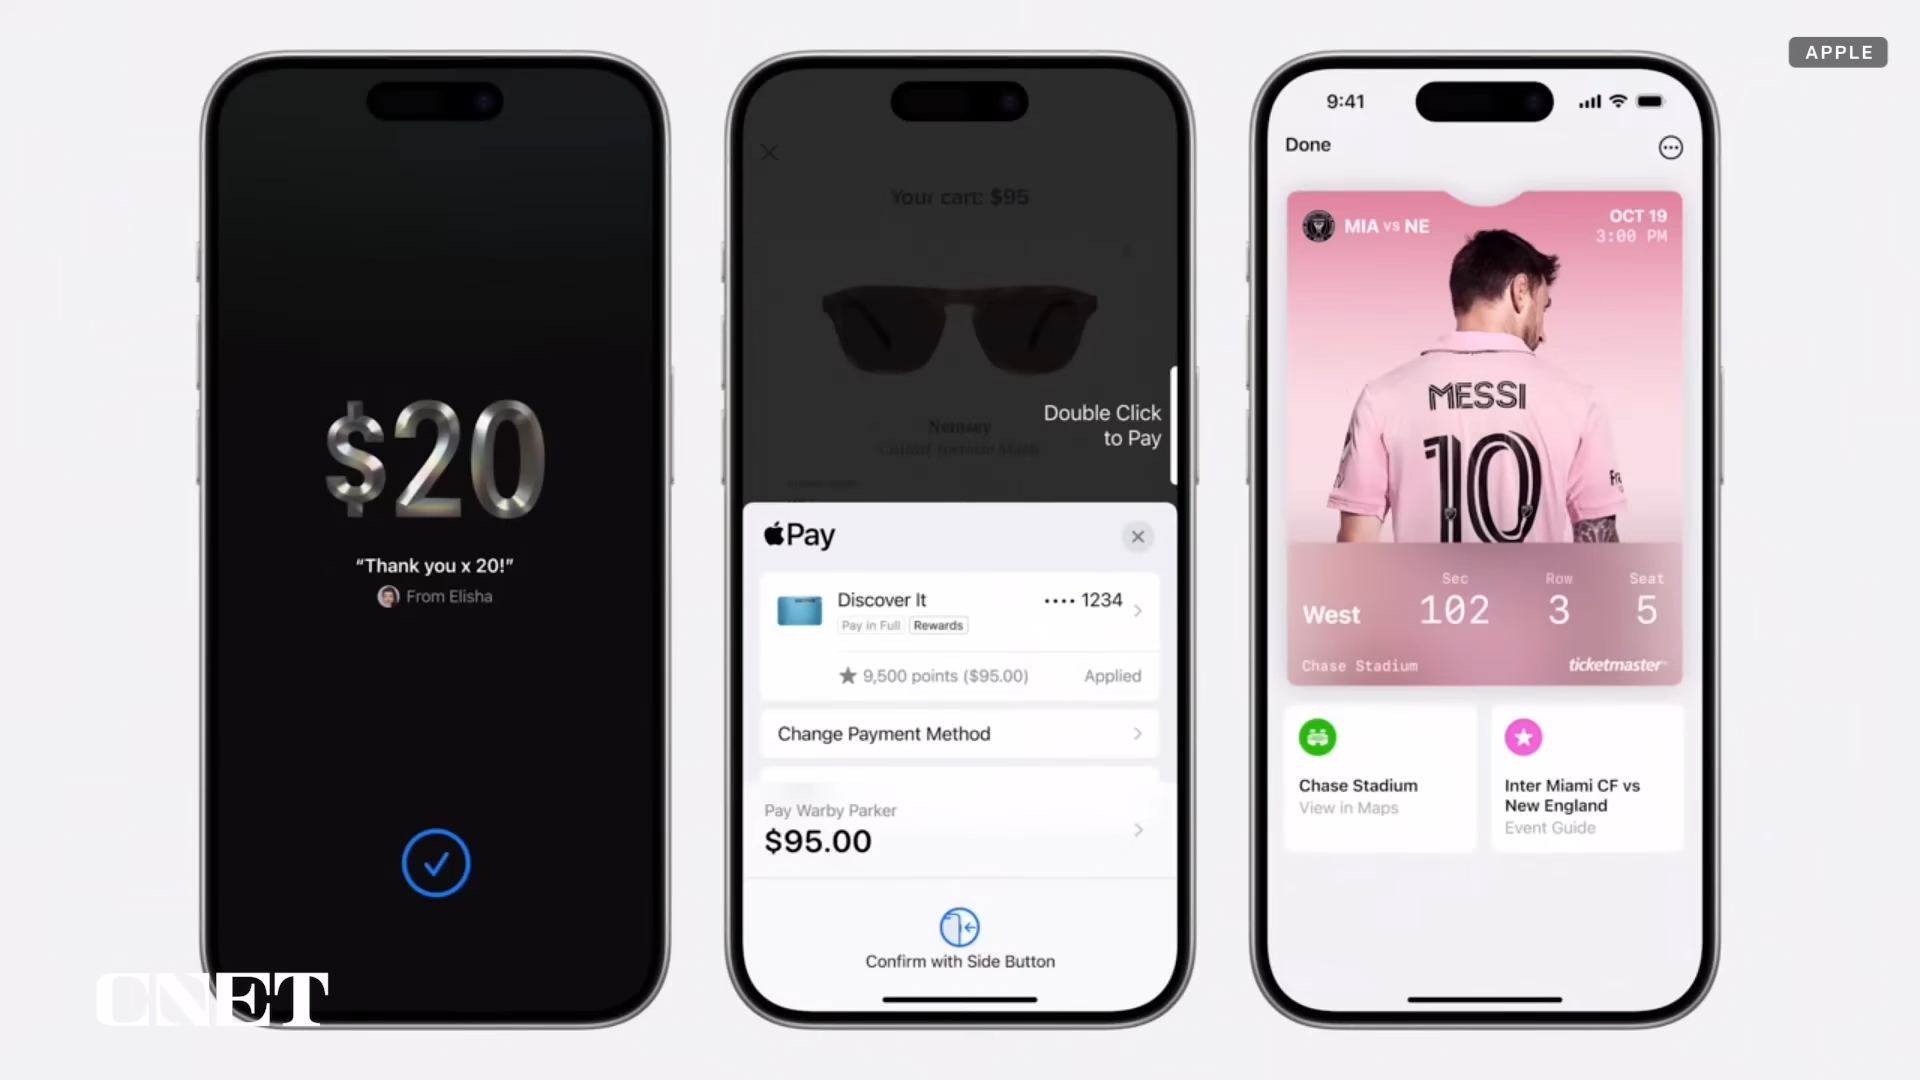 APPLE
$20
“Thank you x 20!”
From Elisha
Your cart: $95
Double Click
to Pay
Pay
Discover It
•••• 1234
Pay in Full
Rewards
★ 9,500 points ($95.00)
Applied
Change Payment Method
Pay Warby Parker
$95.00
Confirm with Side Button
9:41
Done
MIA VS NE
OCT 19
3:00 PM
MESSI
10
West
Sec
102
Row
3
Seat
5
Chase Stadium
ticketmaster
Chase Stadium
View in Maps
Inter Miami CF vs
New England
Event Guide
CNET